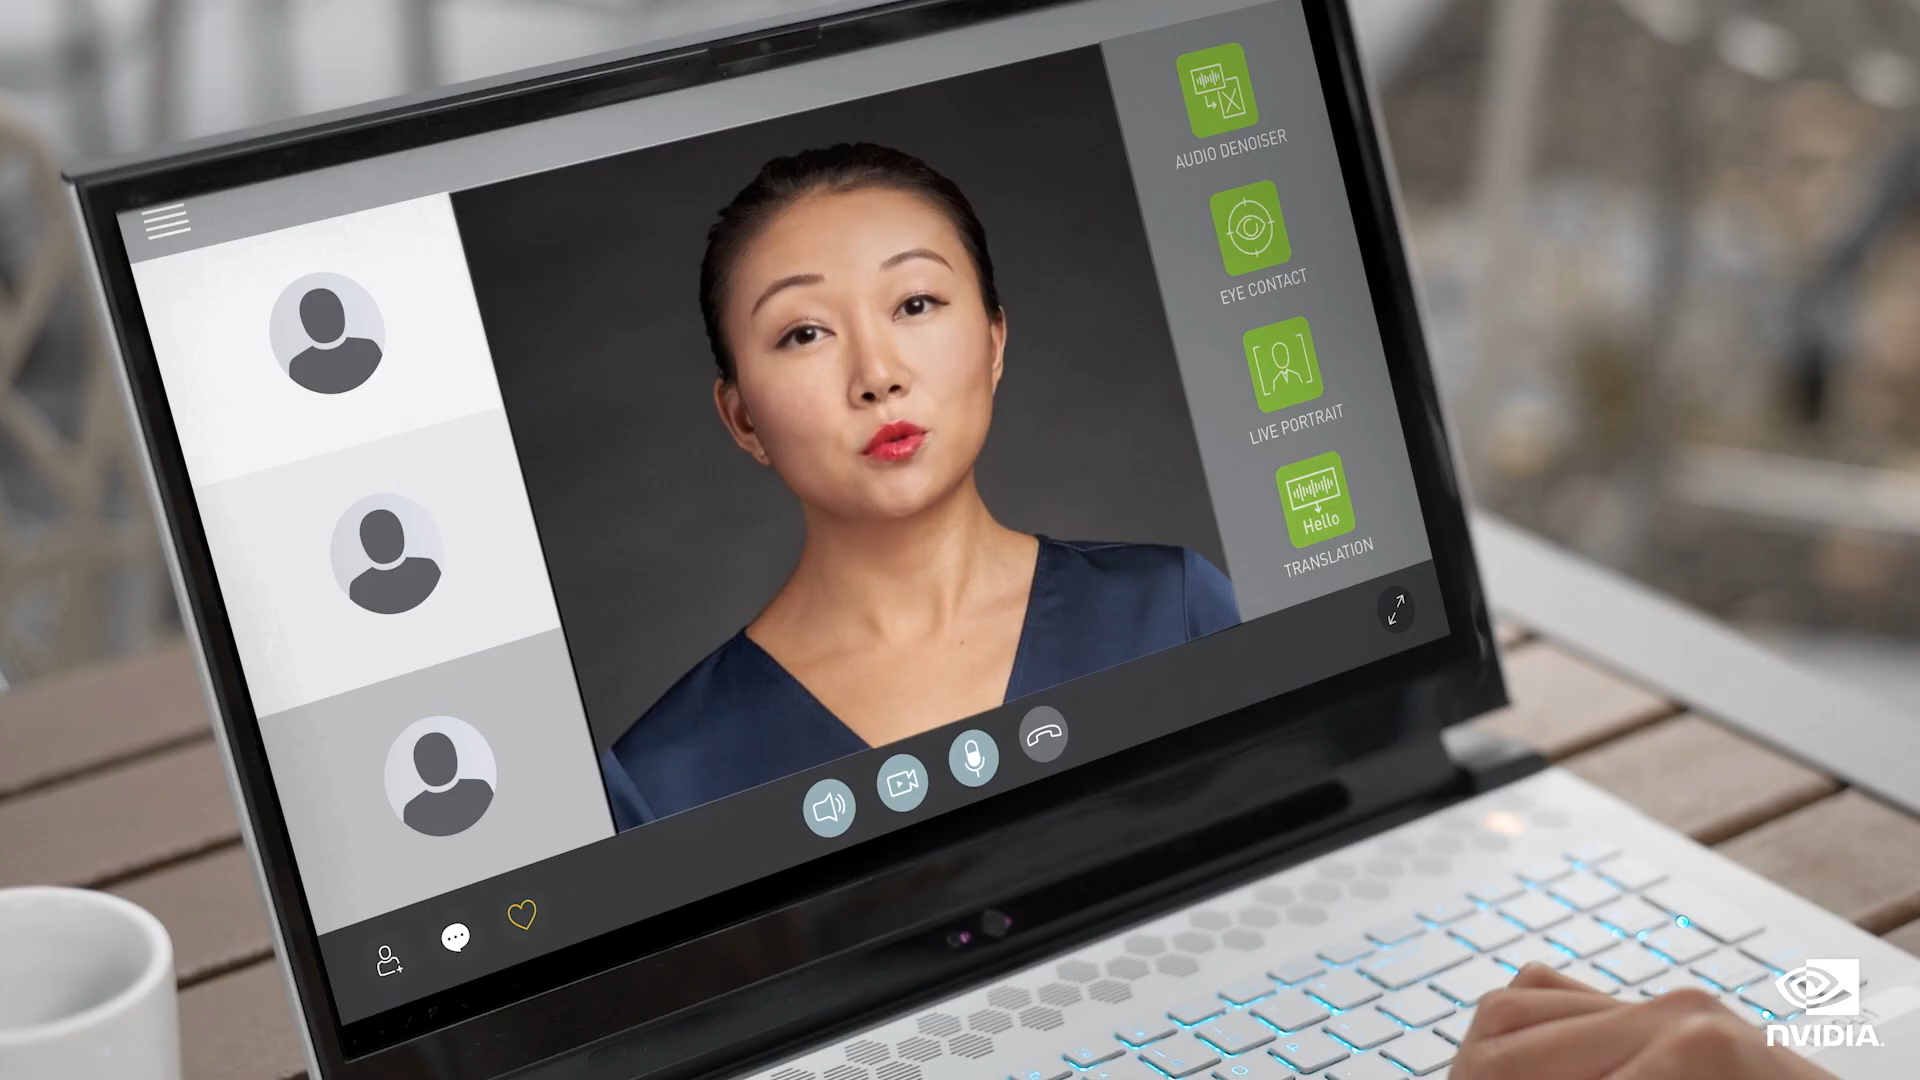 AUDIO DENOISER
EYE CONTACT
LIVE PORTRAIT
Hello
TRANSLATION
NVIDIA.